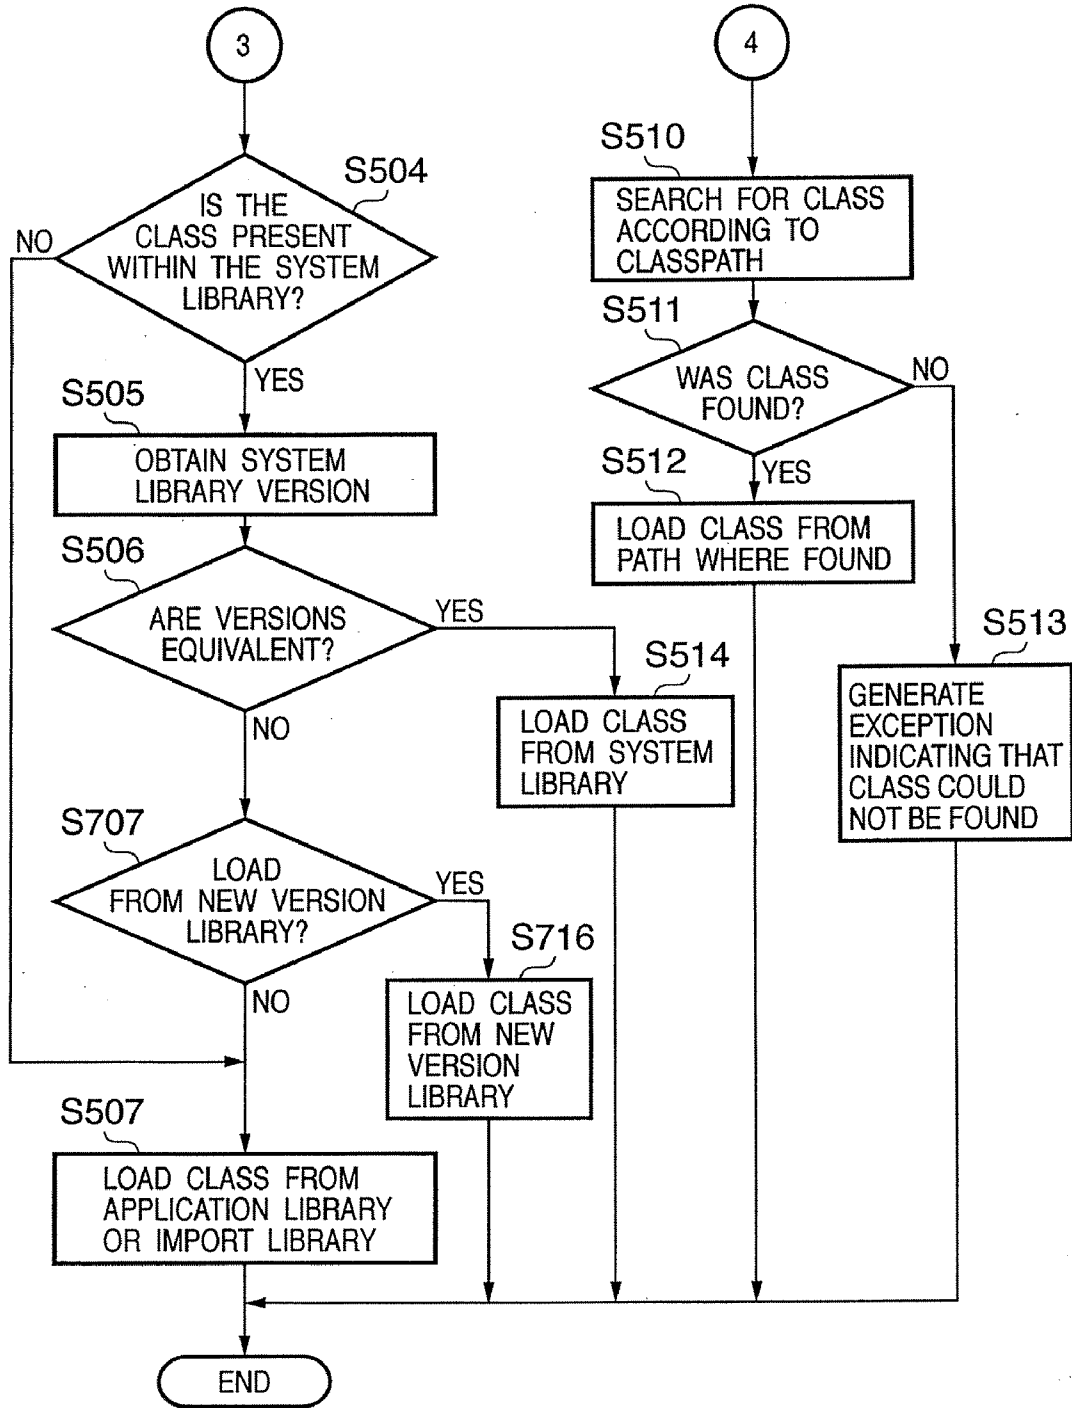 3
4
S504
IS THE
CLASS PRESENT
WITHIN THE SYSTEM
LIBRARY?
NO
YES
S505
OBTAIN SYSTEM
LIBRARY VERSION
S506
ARE VERSIONS
EQUIVALENT?
YES
NO
S514
LOAD CLASS
FROM SYSTEM
LIBRARY
S707
LOAD
FROM NEW VERSION
LIBRARY?
YES
NO
S716
LOAD CLASS
FROM NEW
VERSION
LIBRARY
S507
LOAD CLASS FROM
APPLICATION LIBRARY
OR IMPORT LIBRARY
END
S510
SEARCH FOR CLASS
ACCORDING TO
CLASSPATH
S511
WAS CLASS
FOUND?
NO
YES
S512
LOAD CLASS FROM
PATH WHERE FOUND
S513
GENERATE
EXCEPTION
INDICATING THAT
CLASS COULD
NOT BE FOUND